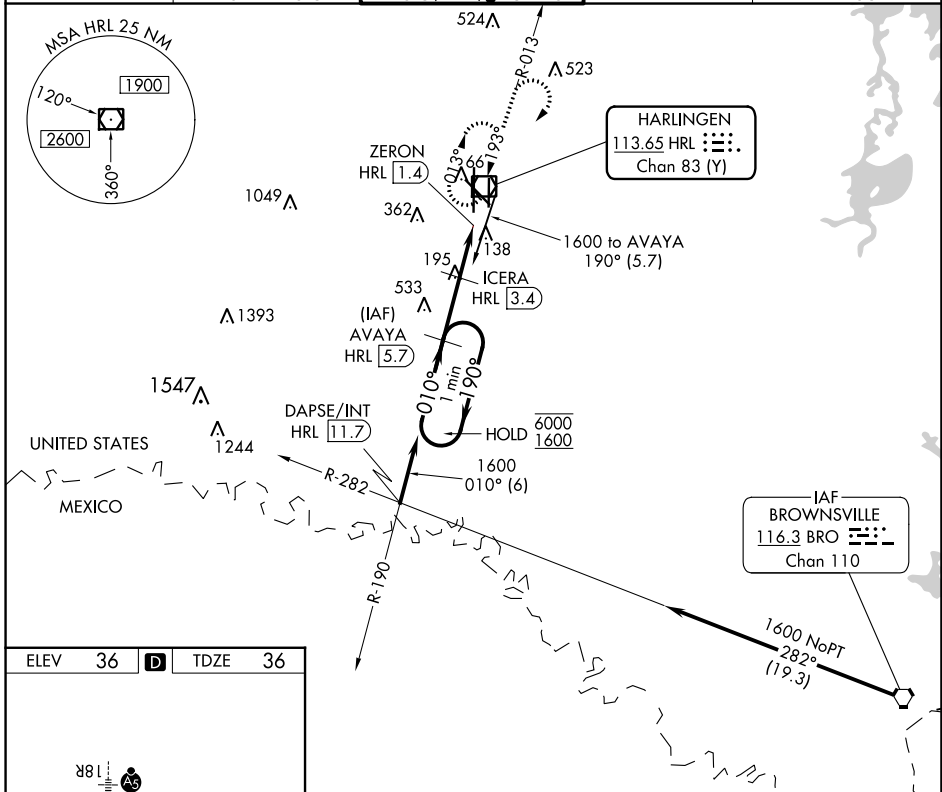 MSA HRL 25 NM
1900
120°
2600
360°
524
R-013
523
HARLINGEN
113.65 HRL
Chan 83 (Y)
ZERON
HRL 1.4
013°
193°
66
1049
362
138
1600 to AVAYA
190° (5.7)
195
ICERA
HRL 3.4
533
(IAF)
AVAYA
HRL 5.7
1393
010°
1 min
190°
1547
1244
DAPSE/INT
HRL 11.7
HOLD
6000
1600
UNITED STATES
MEXICO
R-282
1600
010° (6)
IAF
BROWNSVILLE
116.3 BRO
Chan 110
R-190
1600 NoPT
282°
(19.3)
ELEV 36 D TDZE 36
18R
A5